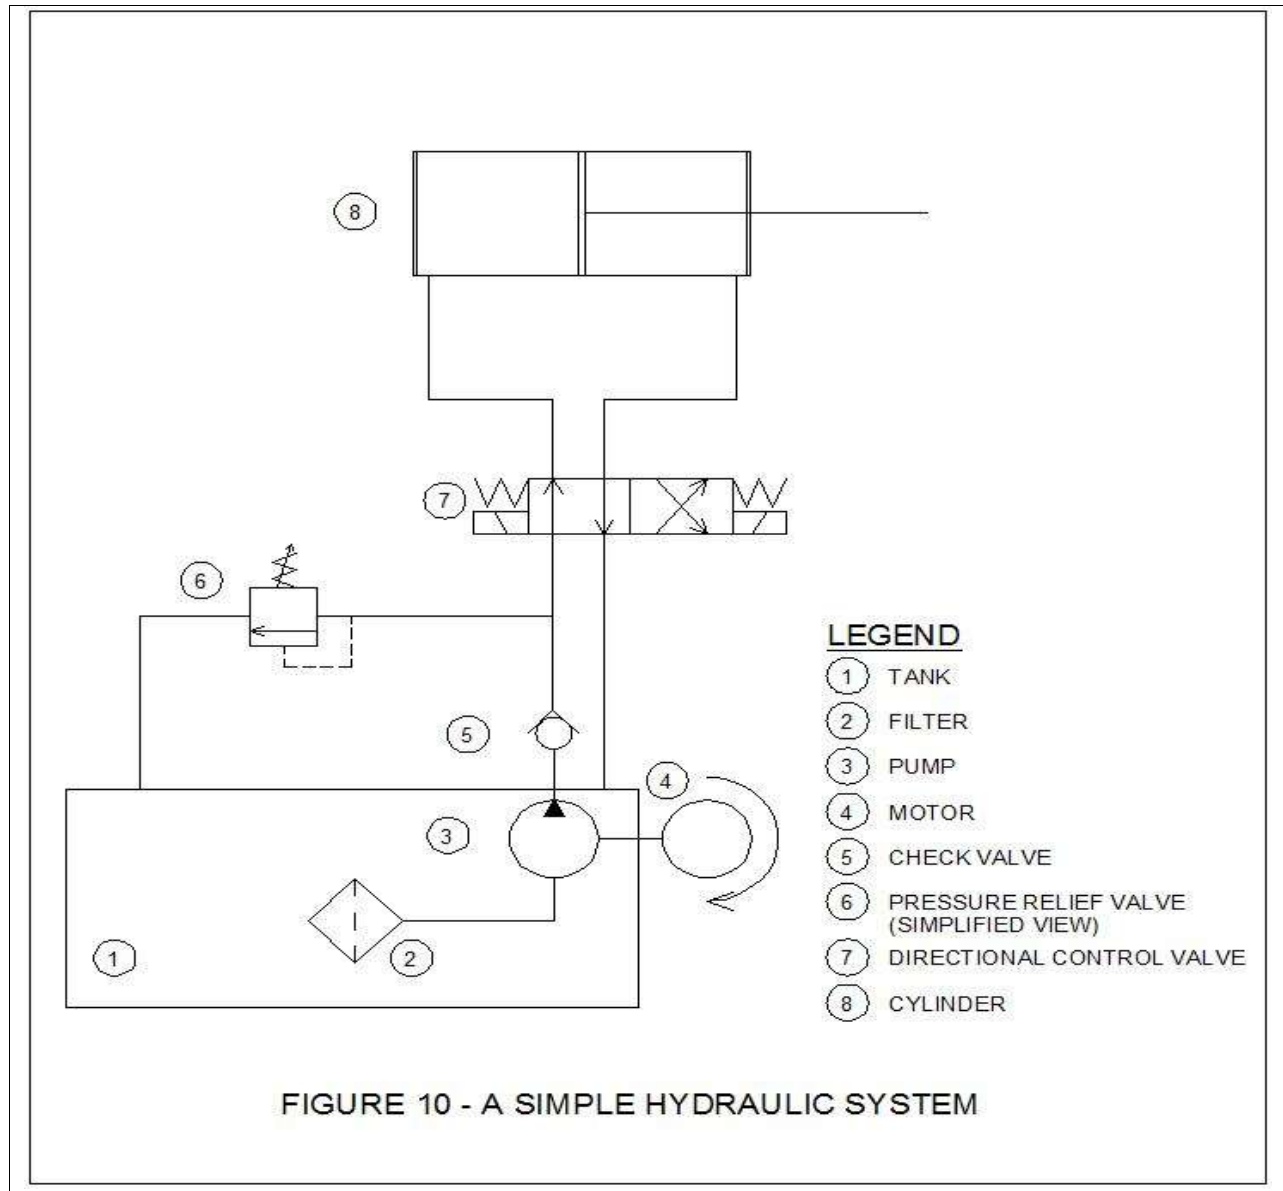 8
7
6
5
4
3
2
1
LEGEND
1 TANK
2 FILTER
3 PUMP
4 MOTOR
5 CHECK VALVE
6 PRESSURE RELIEF VALVE
(SIMPLIFIED VIEW)
7 DIRECTIONAL CONTROL VALVE
8 CYLINDER
FIGURE 10 - A SIMPLE HYDRAULIC SYSTEM